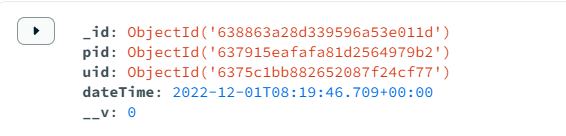 _id: ObjectId('638863a28d339596a53e011d')
pid: ObjectId('637915eafafa81d2564979b2')
uid: ObjectId('6375c1bb882652087f24cf77')
dateTime: 2022-12-01T08:19:46.709+00:00
__v: 0